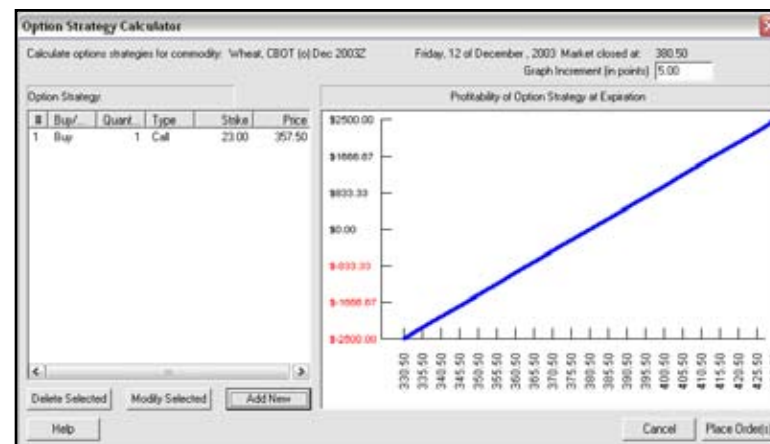 Option Strategy Calculator
Calculate options strategies for commodity: Wheat, CBOT (o) Dec 2003Z
Friday, 12 of December , 2003 Market closed at: 380.50
Graph Increment (in points) 5.00
Option Strategy:
# Buy/... Quant... Type Strike Price
1 Buy 1 Call 23.00 357.50
Delete Selected Modify Selected Add New
Profitability of Option Strategy at Expiration
$2500.00
$1666.67
$833.33
$0.00
$-833.33
$-1666.67
$-2500.00
330.50 335.50 340.50 345.50 350.50 355.50 360.50 365.50 370.50 375.50 380.50 385.50 390.50 395.50 400.50 405.50 410.50 415.50 420.50 425.50
Help Cancel Place Order(s)